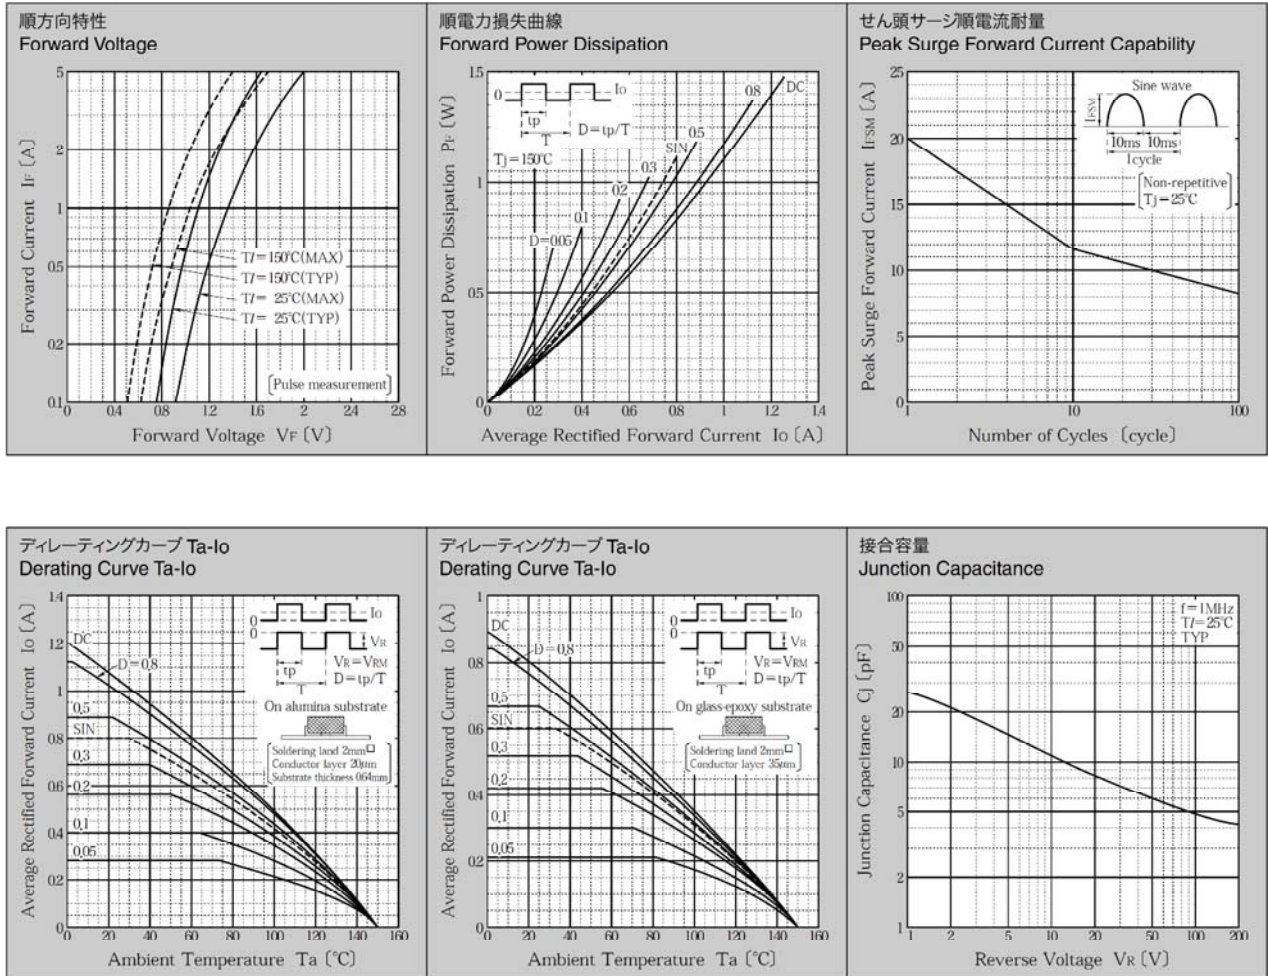 順方向特性
Forward Voltage
Forward Current IF [A]
5
2
1
0.5
0.2
0.1
Tl=150℃(MAX)
Tl=150℃(TYP)
Tl= 25℃(MAX)
Tl= 25℃(TYP)
[Pulse measurement]
0 0.4 0.8 1.2 1.6 2 2.4 2.8
Forward Voltage VF [V]
順電力損失曲線
Forward Power Dissipation
Forward Power Dissipation PF [W]
1.5
1
0.5
0
0 Io
tp
T D=tp/T
Tj=150℃
DC
0.8
0.5
SIN
0.3
0.2
0.1
D=0.05
0 0.2 0.4 0.6 0.8 1 1.2 1.4
Average Rectified Forward Current Io [A]
せん頭サージ順電流耐量
Peak Surge Forward Current Capability
Peak Surge Forward Current IFSM [A]
25
20
15
10
5
0
Sine wave
IFSM
10ms 10ms
1cycle
[Non-repetitive
Tj=25℃]
1 10 100
Number of Cycles [cycle]
ディレーティングカーブ Ta-Io
Derating Curve Ta-Io
Average Rectified Forward Current Io [A]
1.4
1.2
1
0.8
0.6
0.4
0.2
0
DC
D=0.8
0.5
SIN
0.3
0.2
0.1
0.05
0 Io
0 VR
tp VR=VRM
T D=tp/T
On alumina substrate
[Soldering land 2mm□
Conductor layer 20μm
Substrate thickness 0.64mm]
0 20 40 60 80 100 120 140 160
Ambient Temperature Ta [℃]
ディレーティングカーブ Ta-Io
Derating Curve Ta-Io
Average Rectified Forward Current Io [A]
1
0.8
0.6
0.4
0.2
0
DC
D=0.8
0.5
SIN
0.3
0.2
0.1
0.05
0 Io
0 VR
tp VR=VRM
T D=tp/T
On glass-epoxy substrate
[Soldering land 2mm□
Conductor layer 35μm]
0 20 40 60 80 100 120 140 160
Ambient Temperature Ta [℃]
接合容量
Junction Capacitance
Junction Capacitance Cj [pF]
100
50
20
10
5
2
1
f=1MHz
Tl=25℃
TYP
1 2 5 10 20 50 100 200
Reverse Voltage VR [V]